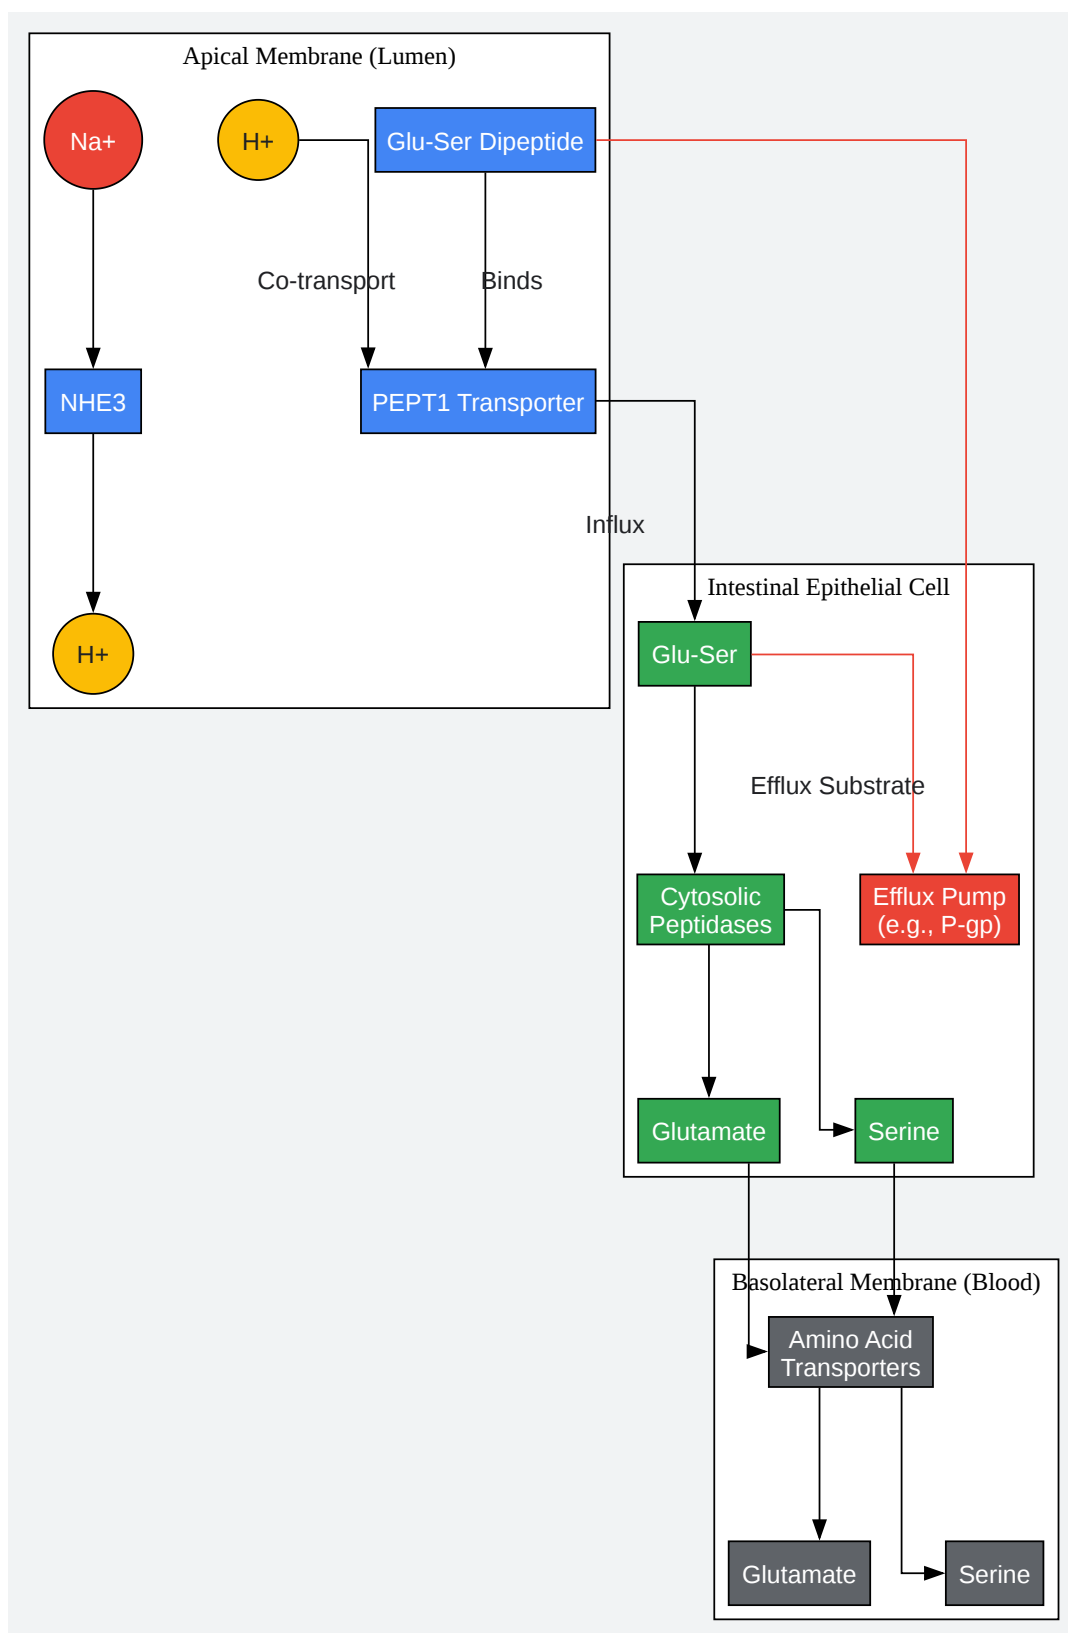 Apical Membrane (Lumen)
Na+
H+
Glu-Ser Dipeptide
Co-transport
Binds
NHE3
PEPT1 Transporter
Influx
H+
Intestinal Epithelial Cell
Glu-Ser
Efflux Substrate
Cytosolic
Peptidases
Efflux Pump
(e.g., P-gp)
Glutamate
Serine
Basolateral Membrane (Blood)
Amino Acid
Transporters
Glutamate
Serine